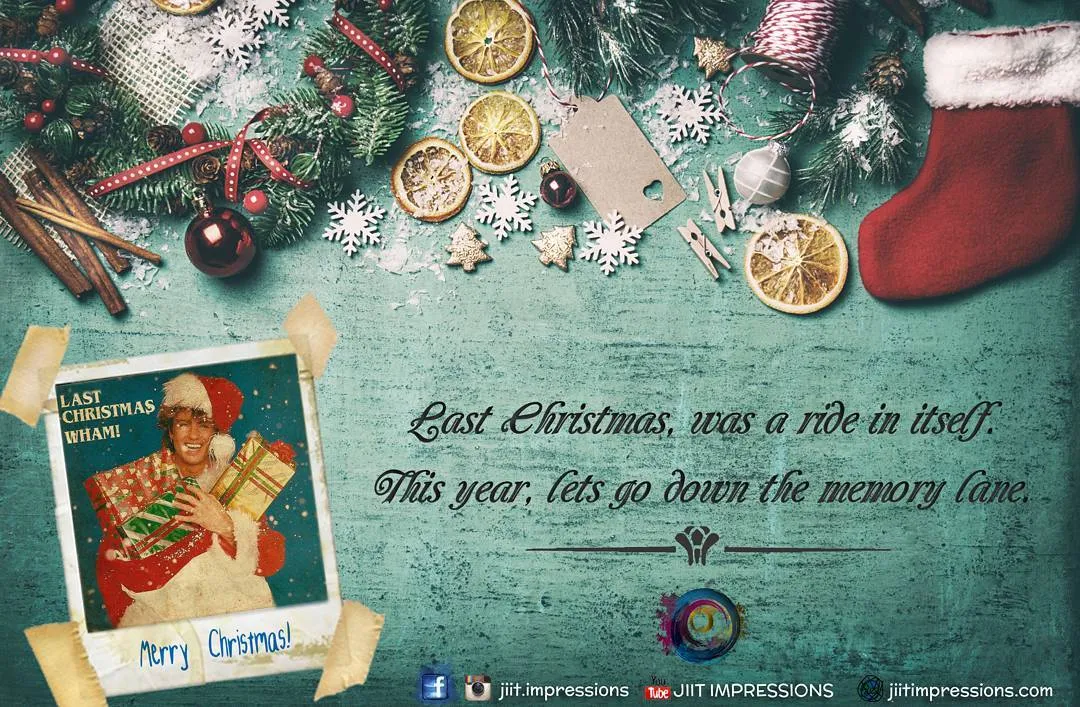 LAST
CHRISTMAS
WHAM!
Merry Christmas!
Last Christmas, was a ride in itself.
This year, lets go down the memory lane.
jiit.impressions
You
Tube JIIT IMPRESSIONS
jiitimpressions.com